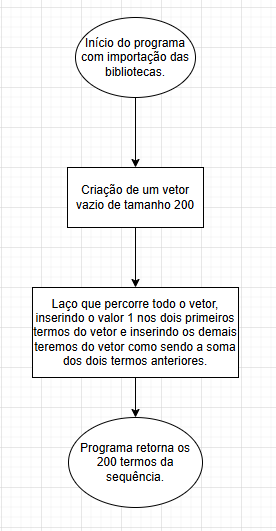 Início do programa
com importação das
bibliotecas.
Criação de um vetor
vazio de tamanho 200
Laço que percorre todo o vetor,
inserindo o valor 1 nos dois primeiros
termos do vetor e inserindo os demais
teremos do vetor como sendo a soma
dos dois termos anteriores.
Programa retorna os
200 termos da
sequência.